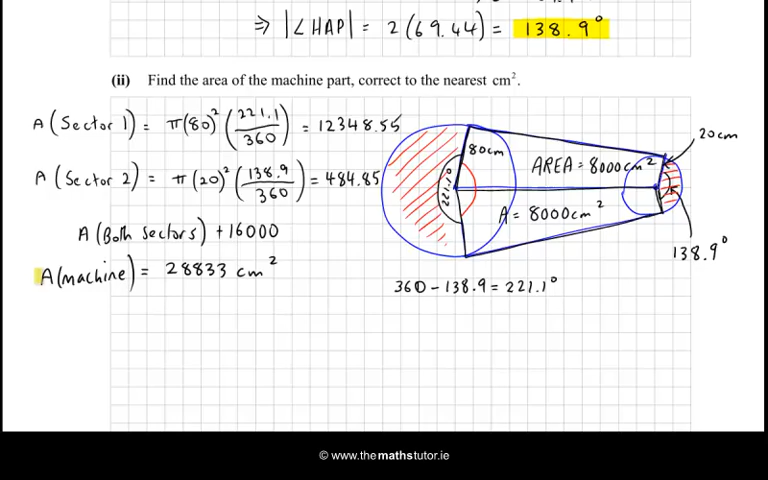 ⇒ |∠HAP| = 2(69.44) = 138.9°
(ii) Find the area of the machine part, correct to the nearest cm².
A(Sector 1) = π(80)²(221.1/360) = 12348.55
A(Sector 2) = π(20)²(138.9/360) = 484.85
A(Both Sectors) + 16000
A(machine) = 28833 cm²
80cm
221.1°
AREA = 8000cm²
A = 8000cm²
20cm
138.9°
360 - 138.9 = 221.1°
© www.themathstutor.ie